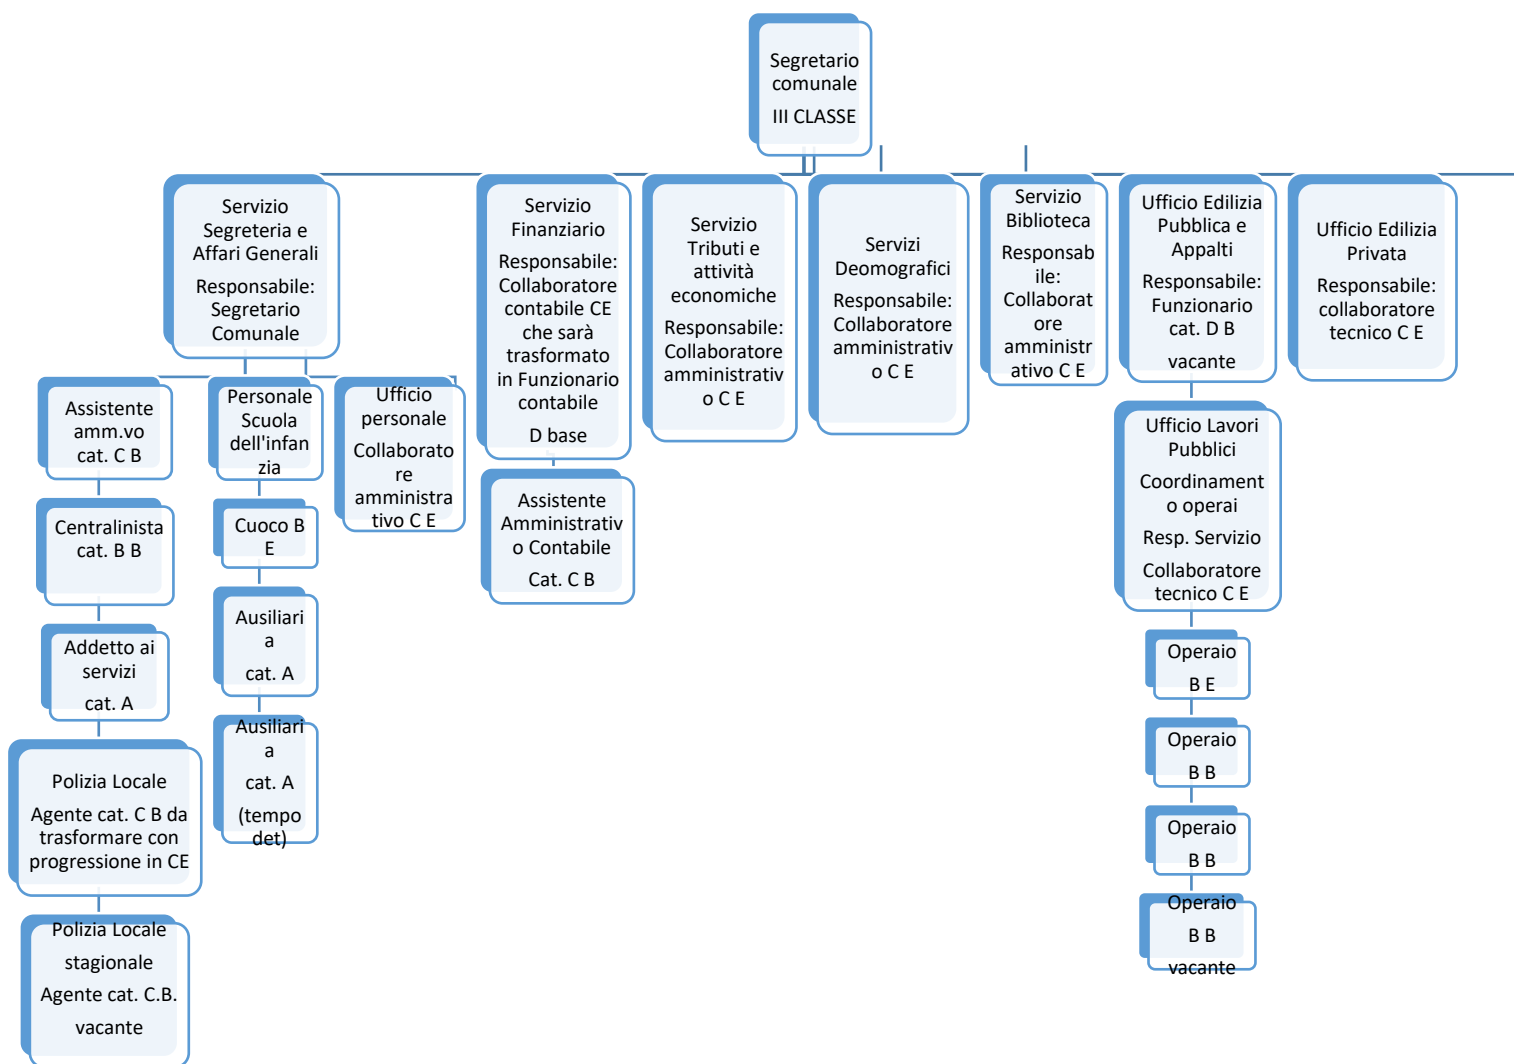 Segretario
comunale
III CLASSE
Servizio
Segreteria e
Affari Generali
Responsabile:
Segretario
Comunale
Assistente
amm.vo
cat. C B
Centralinista
cat. B B
Addetto ai
servizi
cat. A
Polizia Locale
Agente cat. C B da
trasformare con
progressione in CE
Polizia Locale
stagionale
Agente cat. C.B.
vacante
Personale
Scuola
dell'infan
zia
Cuoco B
E
Ausiliari
a
cat. A
Ausiliari
a
cat. A
(tempo
det)
Ufficio
personale
Collaborato
re
amministra
tivo C E
Servizio
Finanziario
Responsabile:
Collaboratore
contabile CE
che sarà
trasformato
in Funzionario
contabile
D base
Assistente
Amministrativ
o Contabile
Cat. C B
Servizio
Tributi e
attività
economiche
Responsabile:
Collaboratore
amministrativ
o C E
Servizi
Deomografici
Responsabile:
Collaboratore
amministrativ
o C E
Servizio
Biblioteca
Responsab
ile:
Collaborat
ore
amministr
ativo C E
Ufficio Edilizia
Pubblica e
Appalti
Responsabile:
Funzionario
cat. D B
vacante
Ufficio Lavori
Pubblici
Coordinament
o operai
Resp. Servizio
Collaboratore
tecnico C E
Operaio
B E
Operaio
B B
Operaio
B B
Operaio
B B
vacante
Ufficio Edilizia
Privata
Responsabile:
collaboratore
tecnico C E